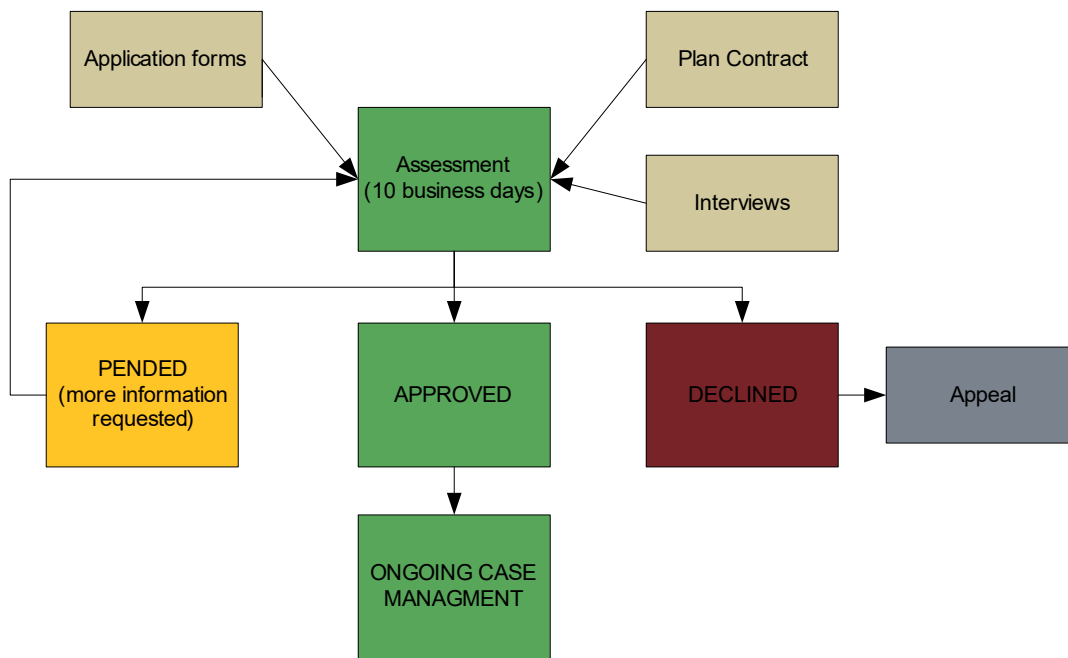 Application forms
Plan Contract
Assessment
(10 business days)
Interviews
PENDED
(more information
requested)
APPROVED
DECLINED
Appeal
ONGOING CASE
MANAGMENT